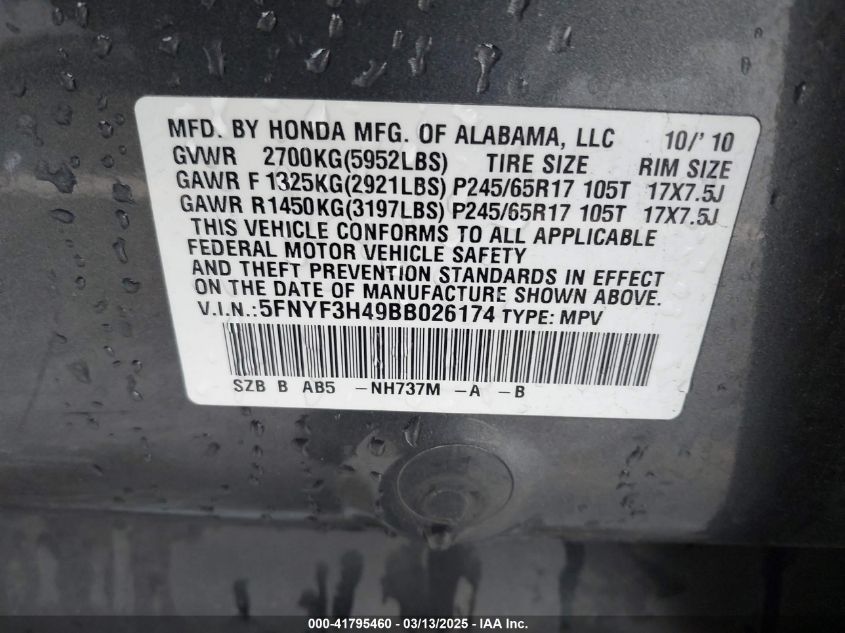 MFD. BY HONDA MFG. OF ALABAMA, LLC 10/'10
GVWR 2700KG(5952LBS) TIRE SIZE RIM SIZE
GAWR F 1325KG(2921LBS) P245/65R17 105T 17X7.5J
GAWR R1450KG(3197LBS) P245/65R17 105T 17X7.5J
THIS VEHICLE CONFORMS TO ALL APPLICABLE
FEDERAL MOTOR VEHICLE SAFETY
AND THEFT PREVENTION STANDARDS IN EFFECT
ON THE DATE OF MANUFACTURE SHOWN ABOVE.
V.I.N.:5FNYF3H49BB026174 TYPE: MPV
SZB B AB5 -NH737M -A -B
000-41795460 - 03/13/2025 - IAA Inc.